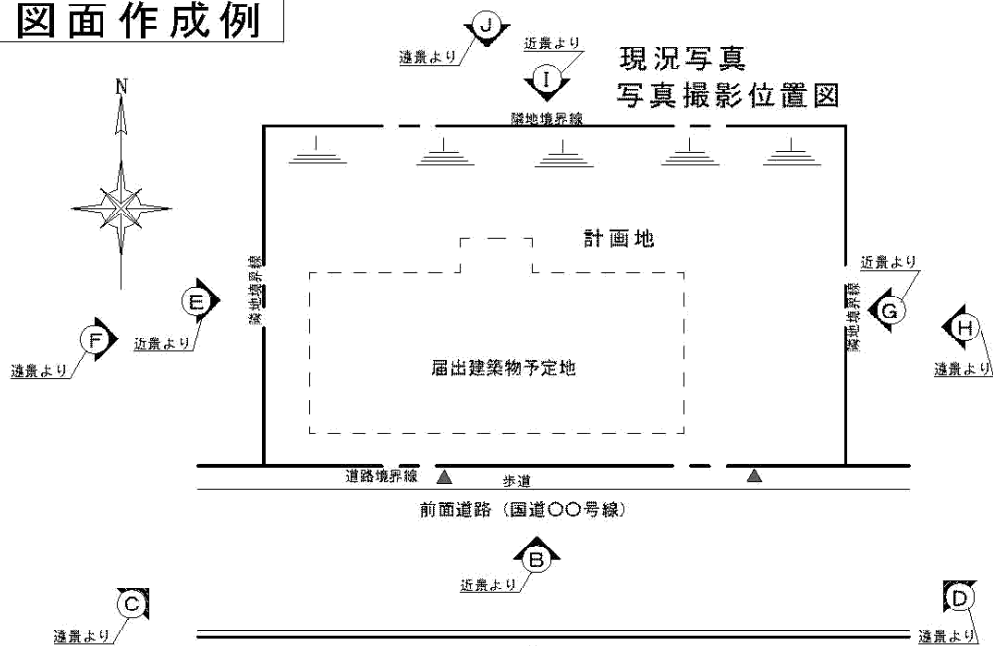 図面作成例
J
遠景より
近景より
I
現況写真
写真撮影位置図
N
隣地境界線
計画地
隣地境界線
近景より
E
近景より
F
遠景より
G
隣地境界線
H
遠景より
届出建築物予定地
道路境界線
歩道
前面道路（国道〇〇号線）
B
近景より
C
遠景より
D
遠景より